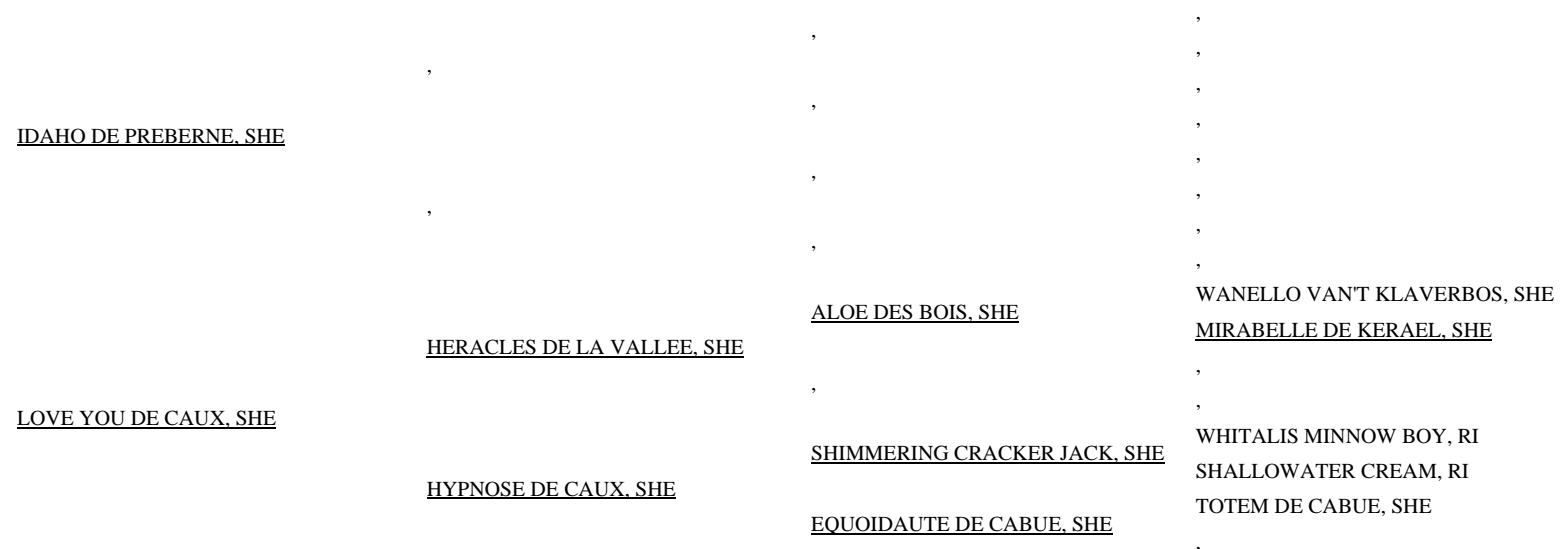 ,
,
,
,
,
,
IDAHO DE PREBERNE, SHE
,
,
,
,
,
,
,
,
WANELLO VAN'T KLAVERBOS, SHE
ALOE DES BOIS, SHE
MIRABELLE DE KERAEL, SHE
HERACLES DE LA VALLEE, SHE
,
,
,
LOVE YOU DE CAUX, SHE
WHITALIS MINNOW BOY, RI
SHIMMERING CRACKER JACK, SHE
SHALLOWATER CREAM, RI
HYPNOSE DE CAUX, SHE
TOTEM DE CABUE, SHE
EQUOIDAUTE DE CABUE, SHE
,